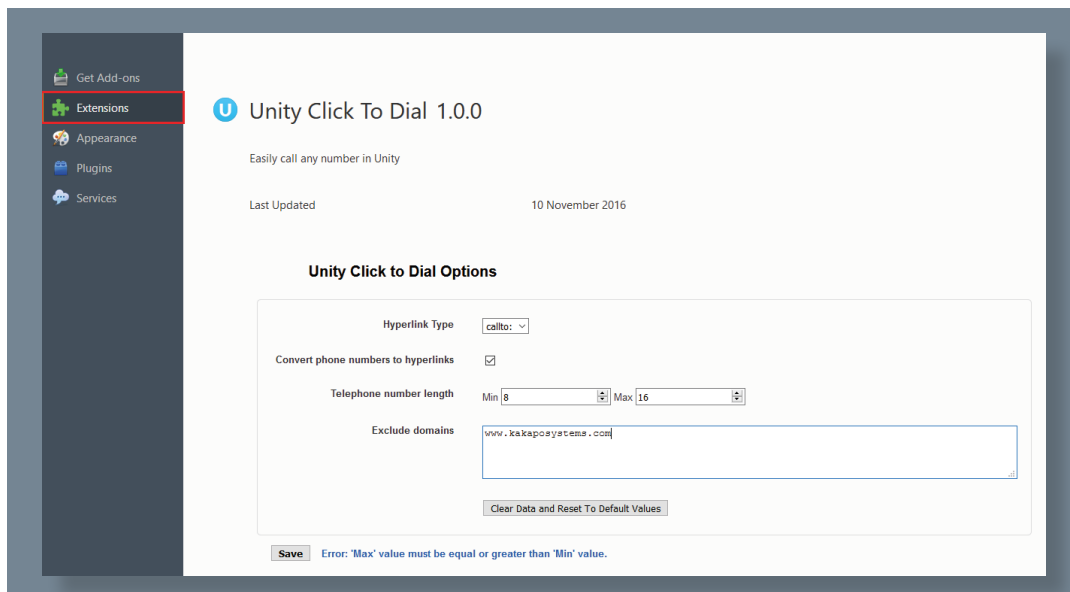 Get Add-ons
Extensions
Appearance
Plugins
Services
U Unity Click To Dial 1.0.0
Easily call any number in Unity
Last Updated 10 November 2016
Unity Click to Dial Options
Hyperlink Type callto:
Convert phone numbers to hyperlinks
Telephone number length Min 8 Max 16
Exclude domains www.kakaposystems.com
Clear Data and Reset To Default Values
Save Error: 'Max' value must be equal or greater than 'Min' value.